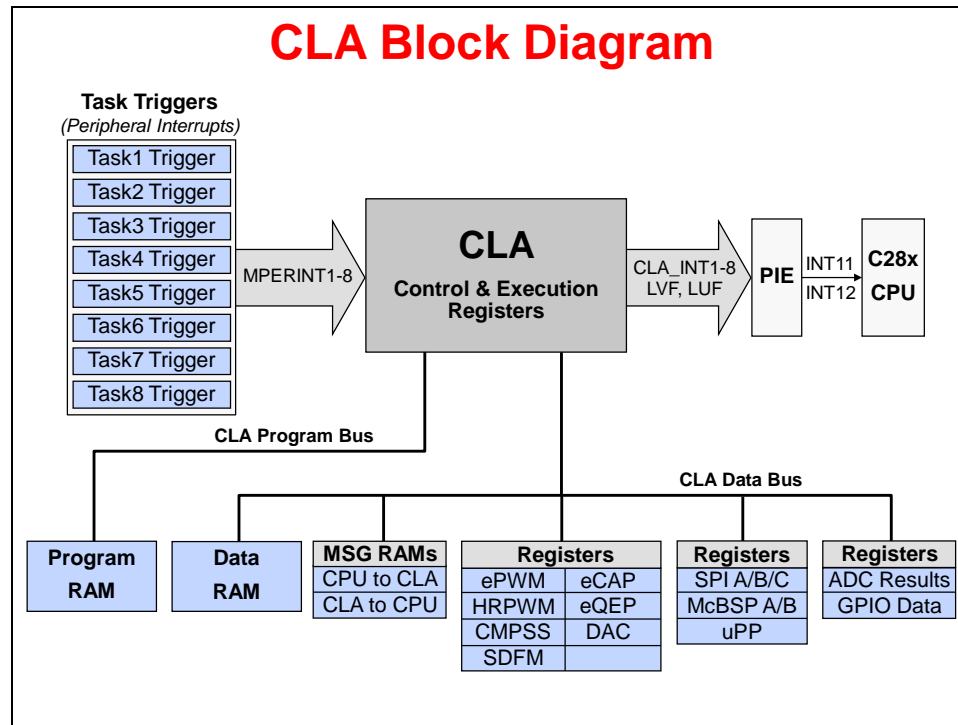 CLA Block Diagram
Task Triggers
(Peripheral Interrupts)
Task1 Trigger
Task2 Trigger
Task3 Trigger
Task4 Trigger
Task5 Trigger
Task6 Trigger
Task7 Trigger
Task8 Trigger
MPERINT1-8
CLA
Control & Execution
Registers
CLA_INT1-8
LVF, LUF
PIE
INT11
INT12
C28x
CPU
CLA Program Bus
CLA Data Bus
Program
RAM
Data
RAM
MSG RAMs
CPU to CLA
CLA to CPU
Registers
ePWM eCAP
HRPWM eQEP
CMPSS DAC
SDFM
Registers
SPI A/B/C
McBSP A/B
uPP
Registers
ADC Results
GPIO Data